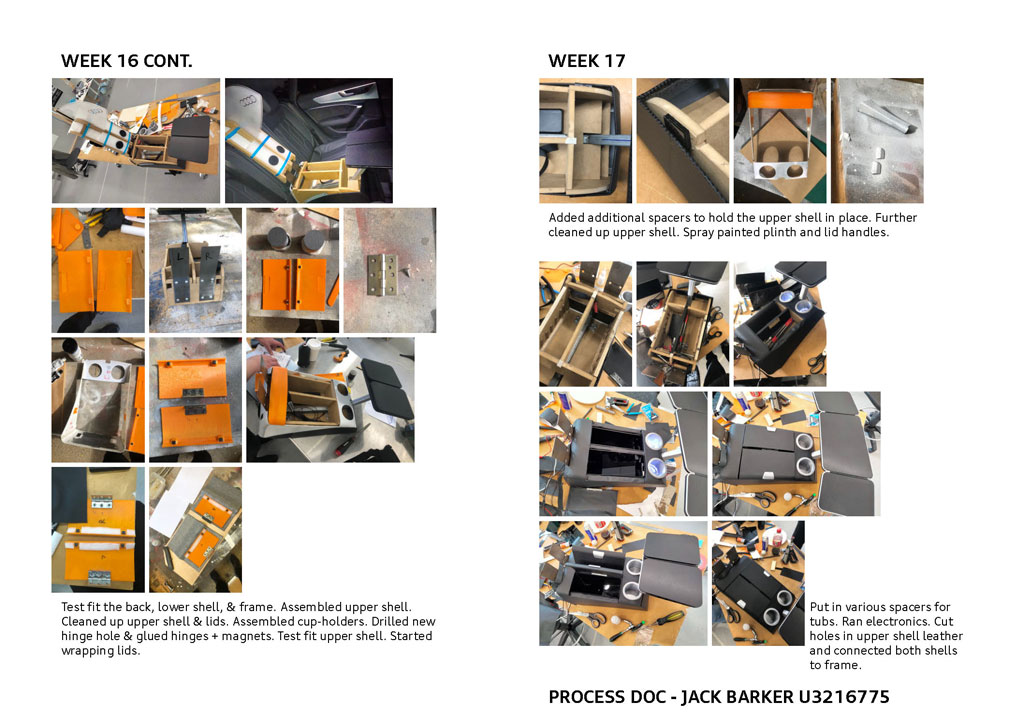 WEEK 16 CONT.
L R
Test fit the back, lower shell, & frame. Assembled upper shell.
Cleaned up upper shell & lids. Assembled cup-holders. Drilled new
hinge hole & glued hinges + magnets. Test fit upper shell. Started
wrapping lids.
WEEK 17
Added additional spacers to hold the upper shell in place. Further
cleaned up upper shell. Spray painted plinth and lid handles.
Put in various spacers for
tubs. Ran electronics. Cut
holes in upper shell leather
and connected both shells
to frame.
PROCESS DOC - JACK BARKER U3216775